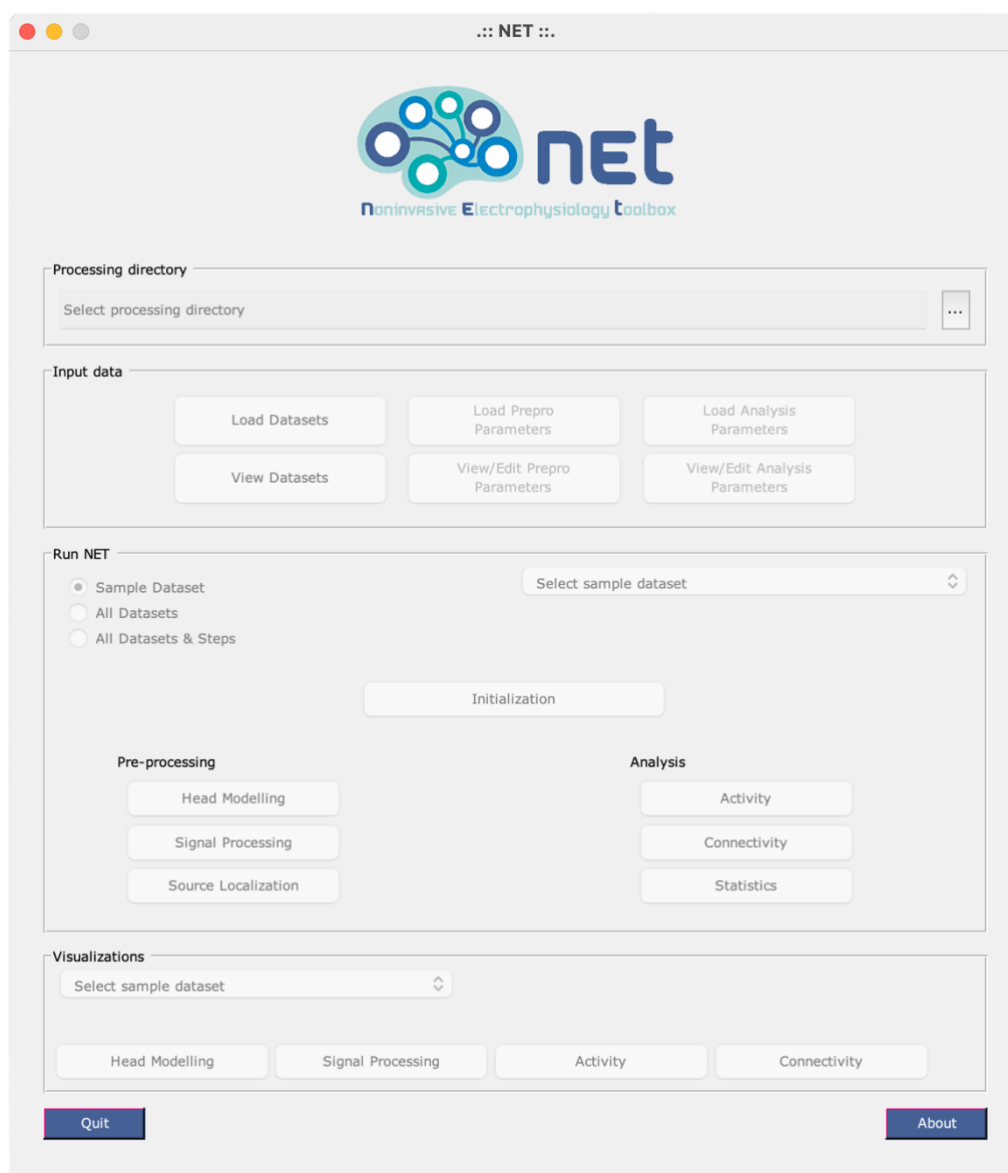 .:: NET ::.
net
Noninvasive Electrophysiology toolbox
Processing directory
Select processing directory
...
Input data
Load Datasets
Load Prepro
Parameters
Load Analysis
Parameters
View Datasets
View/Edit Prepro
Parameters
View/Edit Analysis
Parameters
Run NET
Sample Dataset
Select sample dataset
All Datasets
All Datasets & Steps
Initialization
Pre-processing
Head Modelling
Signal Processing
Source Localization
Analysis
Activity
Connectivity
Statistics
Visualizations
Select sample dataset
Head Modelling
Signal Processing
Activity
Connectivity
Quit
About